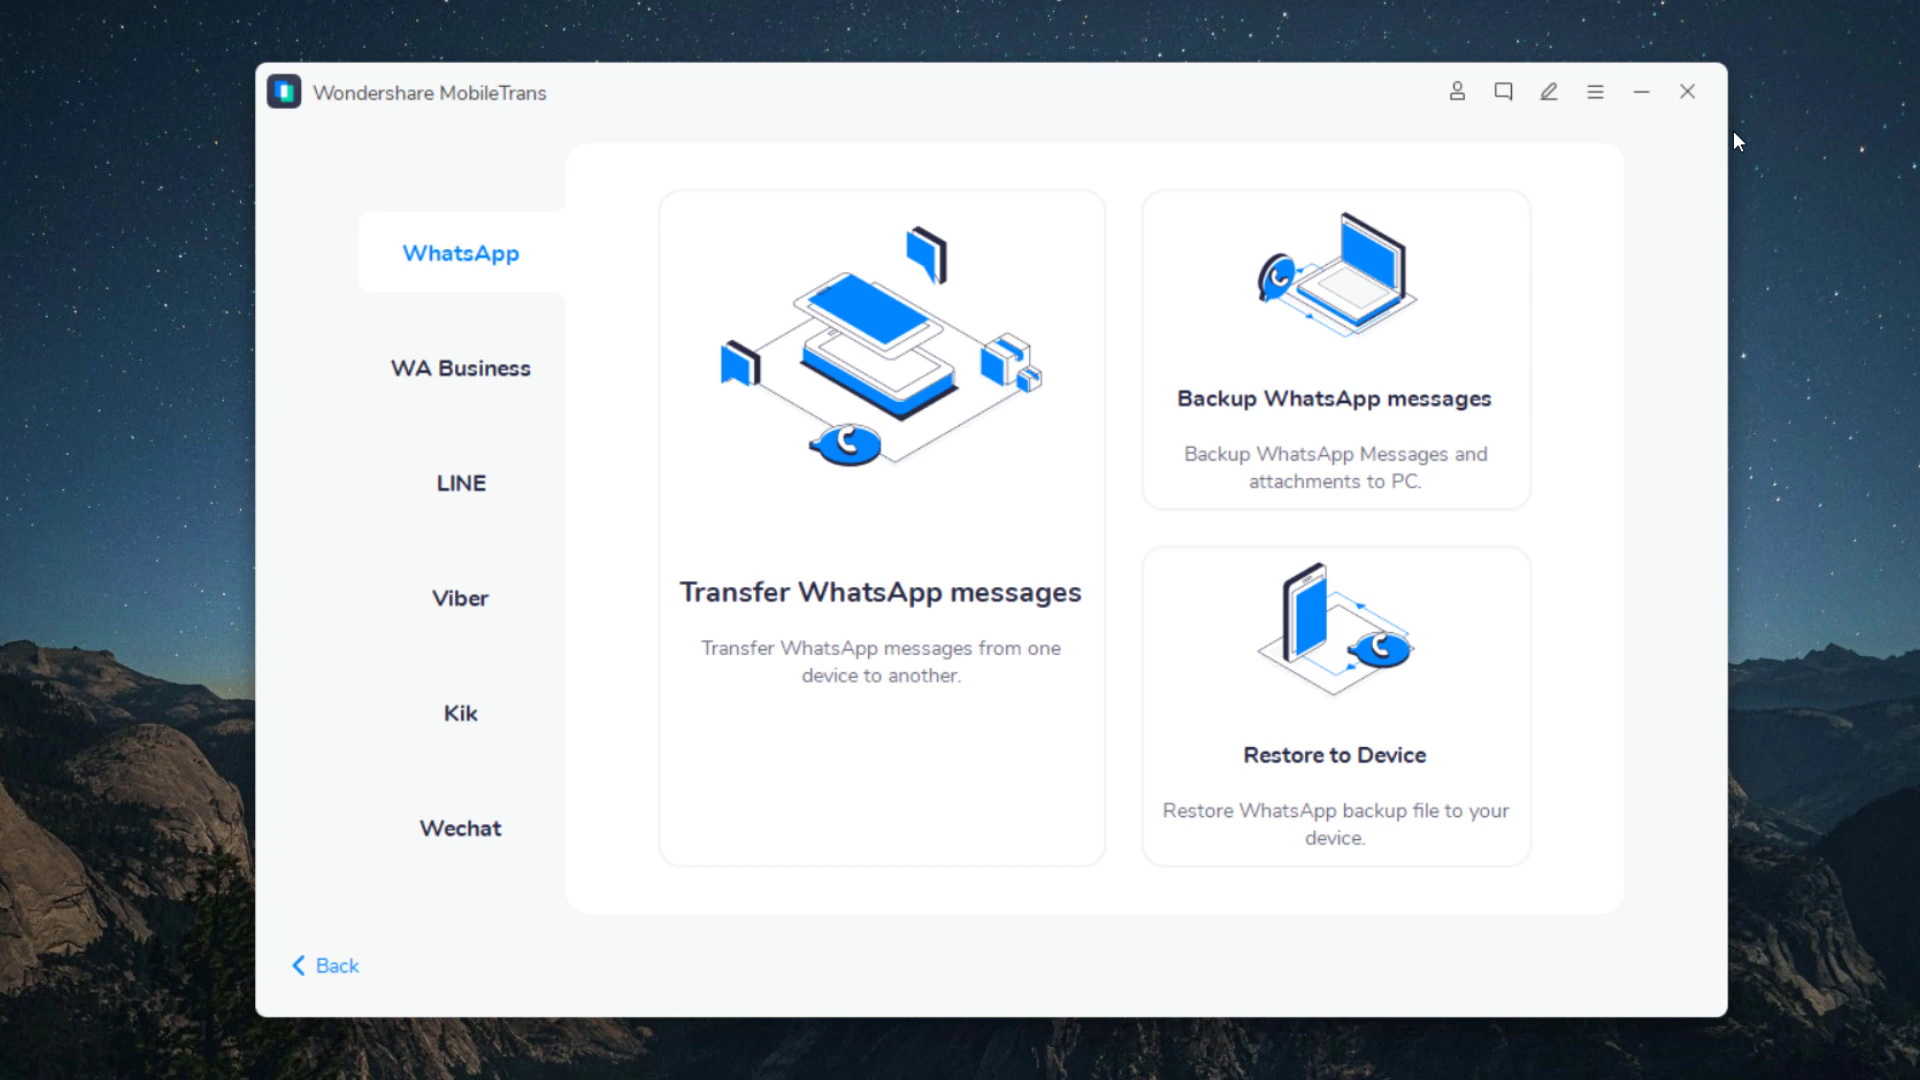 Wondershare MobileTrans
WhatsApp
WA Business
LINE
Viber
Kik
Wechat
Transfer WhatsApp messages
Transfer WhatsApp messages from one
device to another.
Backup WhatsApp messages
Backup WhatsApp Messages and
attachments to PC.
Restore to Device
Restore WhatsApp backup file to your
device.
Back